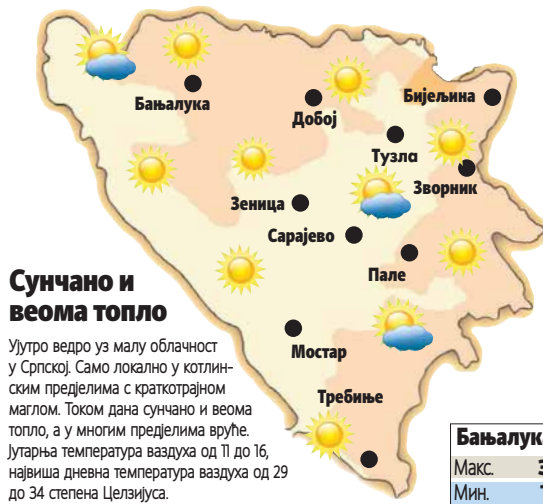 Бањалука
Добој
Бијељина
Тузла
Зворник
Зеница
Сарајево
Пале
Мостар
Требиње
Сунчано и
веома топло
Ујутро ведро уз малу облачност
у Српској. Само локално у котлин-
ским предјелима с краткотрајном
маглом. Током дана сунчано и веома
топло, а у многим предјелима вруће.
Јутарња температура ваздуха од 11 до 16,
највиша дневна температура ваздуха од 29
до 34 степена Целзијуса.
Бањалука
Макс.
Мин.